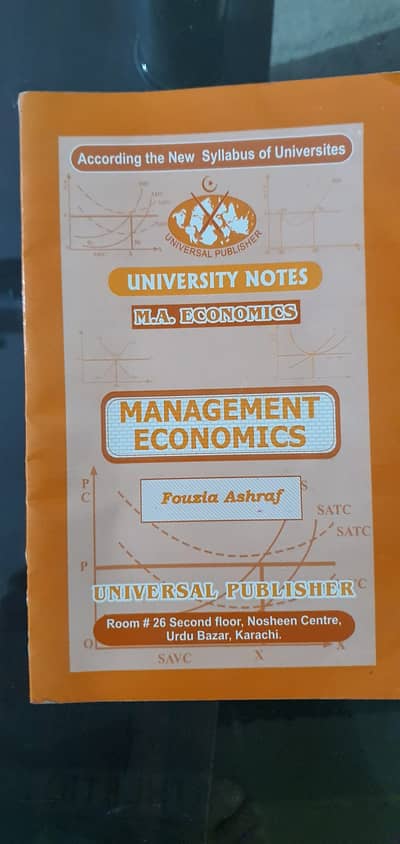 According the New Syllabus of Universites
UNIVERSAL PUBLISHER
UNIVERSITY NOTES
M.A. ECONOMICS
MANAGEMENT
ECONOMICS
Fouzia Ashraf
P
C
S
SATC
SATC
P
UNIVERSAL PUBLISHER
Room # 26 Second floor, Nosheen Centre,
Urdu Bazar, Karachi.
O
SAVC
X
X